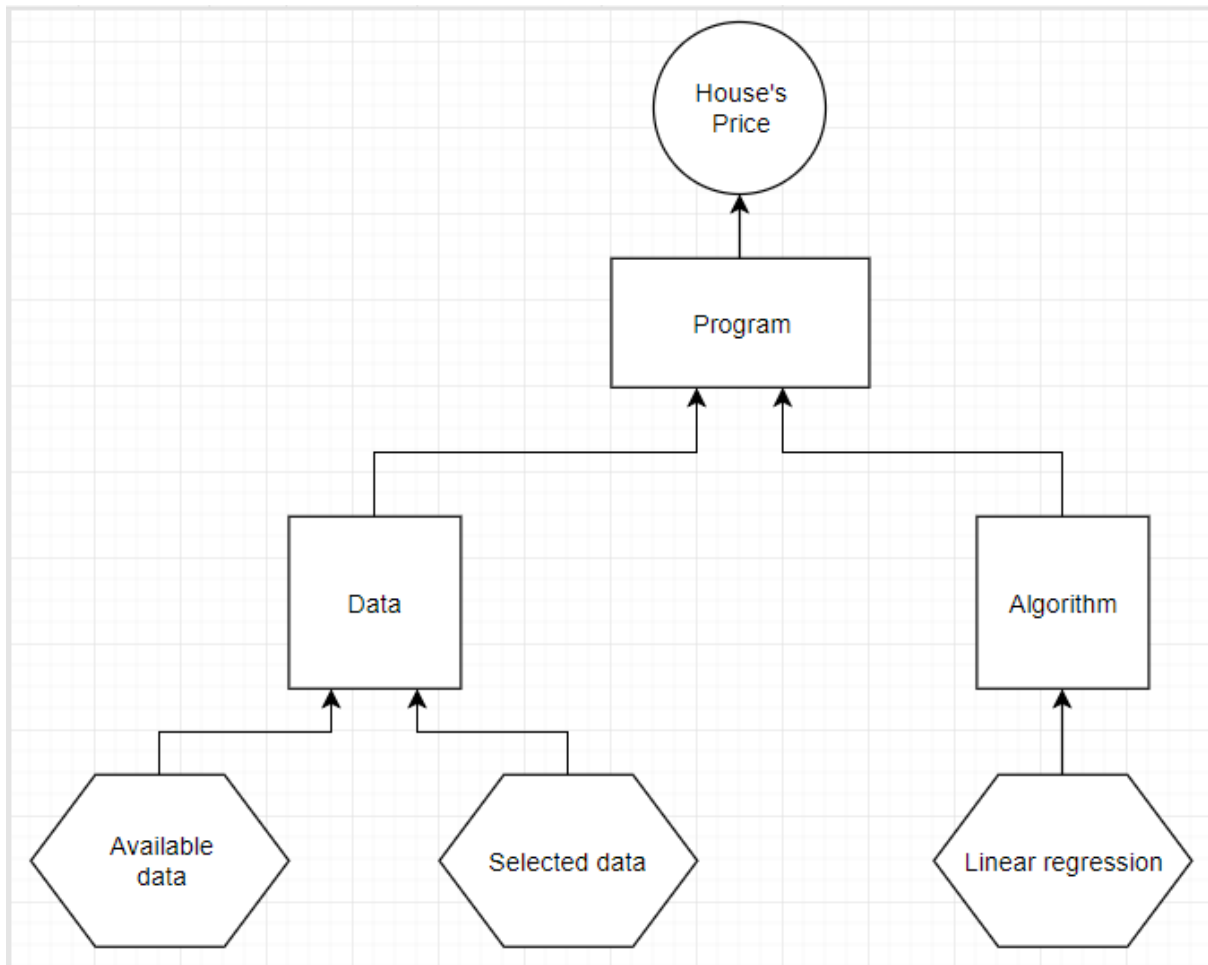 House's
Price
Program
Data
Algorithm
Available
data
Selected data
Linear regression